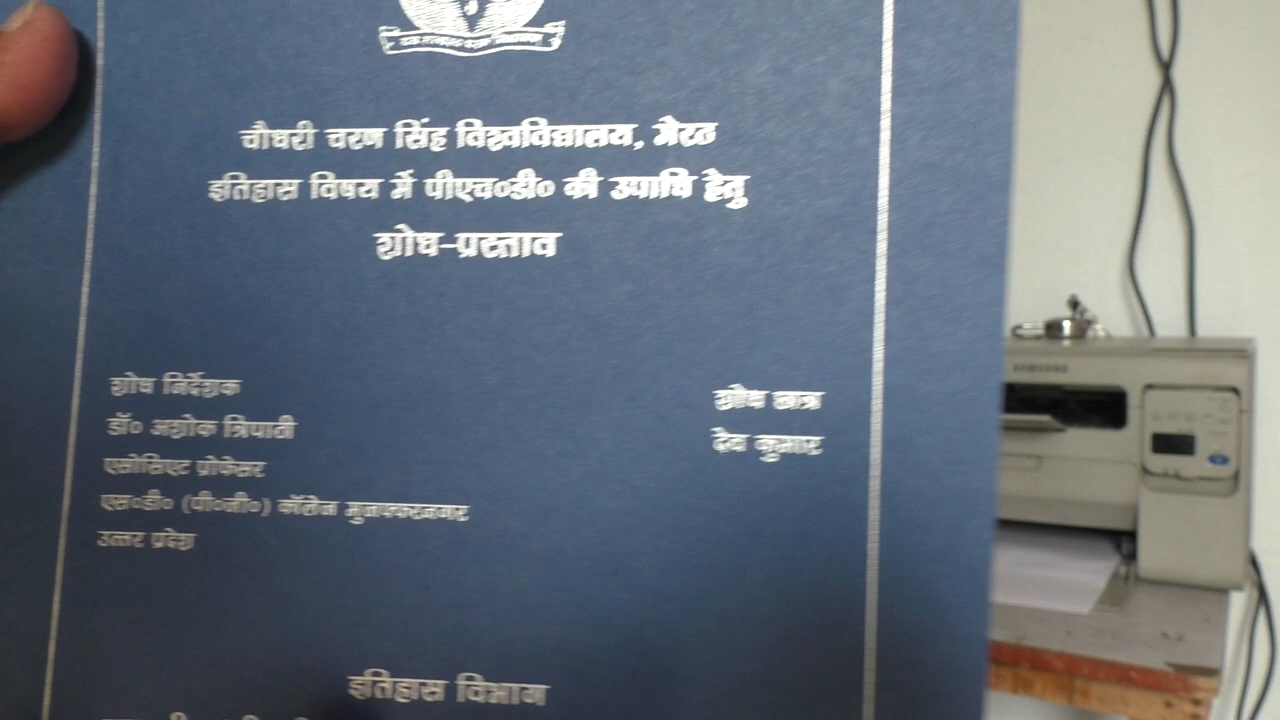 चौधरी चरण सिंह विश्वविद्यालय, मेरठ
इतिहास विषय में पीएच०डी० की उपाधि हेतु
शोध-प्रस्ताव
शोध निर्देशक
डॉ० अशोक त्रिपाठी
एसोसिएट प्रोफेसर
एस०डी० (पी०जी०) कॉलेज मुजफ्फरनगर
उत्तर प्रदेश
शोध छात्र
देव कुमार
इतिहास विभाग
SAMSUNG